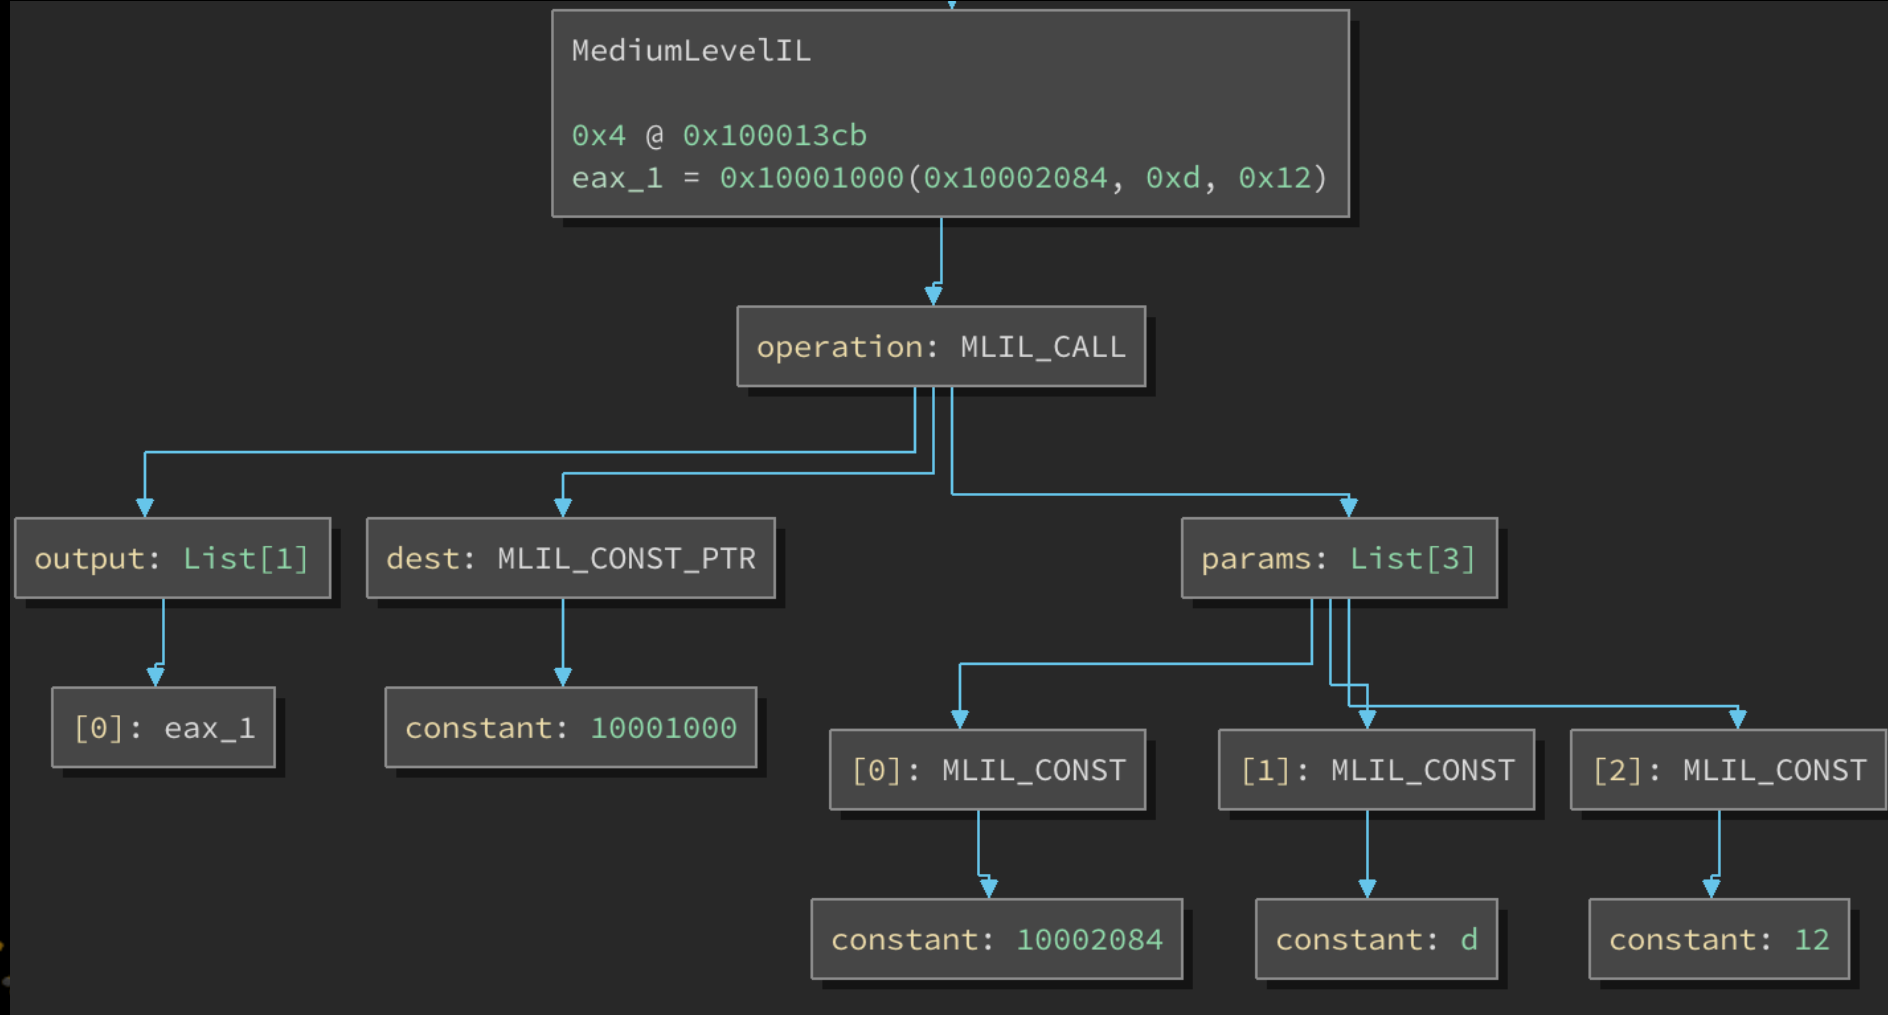 MediumLevelIL
0x4 @ 0x100013cb
eax_1 = 0x10001000(0x10002084, 0xd, 0x12)
operation: MLIL_CALL
output: List[1]
dest: MLIL_CONST_PTR
params: List[3]
[0]: eax_1
constant: 10001000
[0]: MLIL_CONST
[1]: MLIL_CONST
[2]: MLIL_CONST
constant: 10002084
constant: d
constant: 12